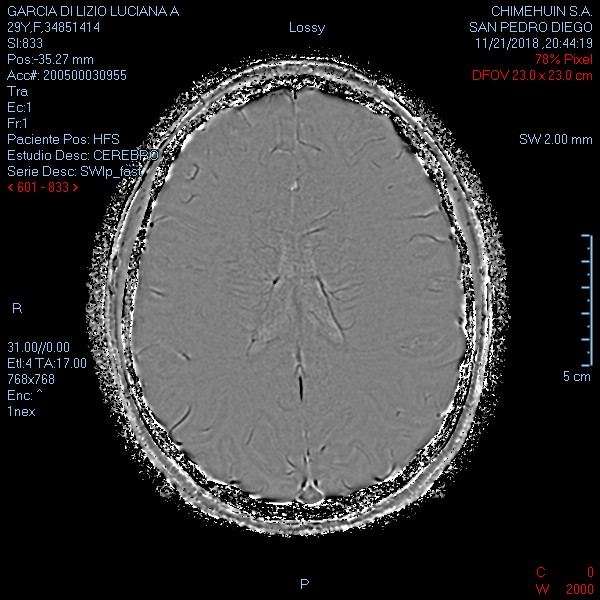 GARCIA DI LIZIO LUCIANA A
29Y,F,34851414
SI:833
Pos:-35.27 mm
Acc#: 200500030955
Tra
Ec:1
Fr:1
Paciente Pos: HFS
Estudio Desc: CEREBRO
Serie Desc: SWIp_fast
< 601 - 833 >
Lossy
CHIMEHUIN S.A.
SAN PEDRO DIEGO
11/21/2018 ,20:44:19
78% Pixel
DFOV 23.0 x 23.0 cm
SW 2.00 mm
R
31.00//0.00
Etl:4 TA:17.00
768x768
Enc: ^
1nex
5 cm
P
C 0
W 2000